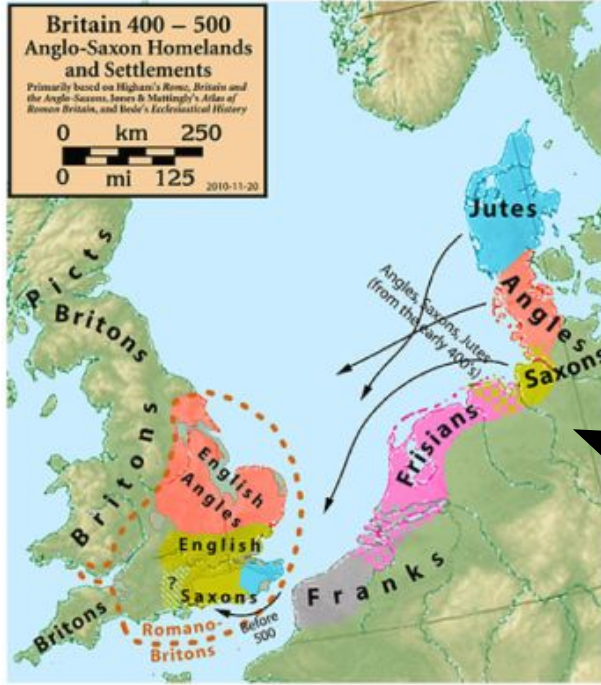 Britain 400 – 500
Anglo-Saxon Homelands
and Settlements
Primarily based on Higham's Rome, Britain and
the Anglo-Saxons, Jones & Mattingly's Atlas of
Roman Britain, and Bede's Ecclesiastical History
0 km 250
0 mi 125
2010-11-20
Jutes
Picts
Angles, Saxons, Jutes
(from the early 400's)
Angles
Britons
Saxons
Britons
Frisians
English
Angles
English
?
Saxons
Franks
Britons
Before
500
Romano-
Britons